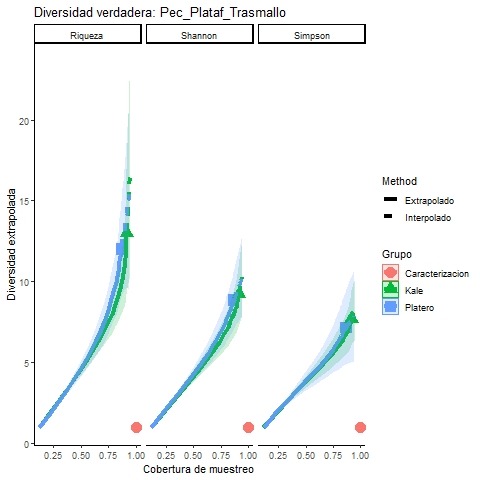 Diversidad verdadera: Pec_Plataf_Trasmallo
Riqueza
Shannon
Simpson
Diversidad extrapolada
20
15
10
5
0
0.25 0.50 0.75 1.00
0.25 0.50 0.75 1.00
0.25 0.50 0.75 1.00
Cobertura de muestreo
Method
Extrapolado
Interpolado
Grupo
Caracterizacion
Kale
Platero